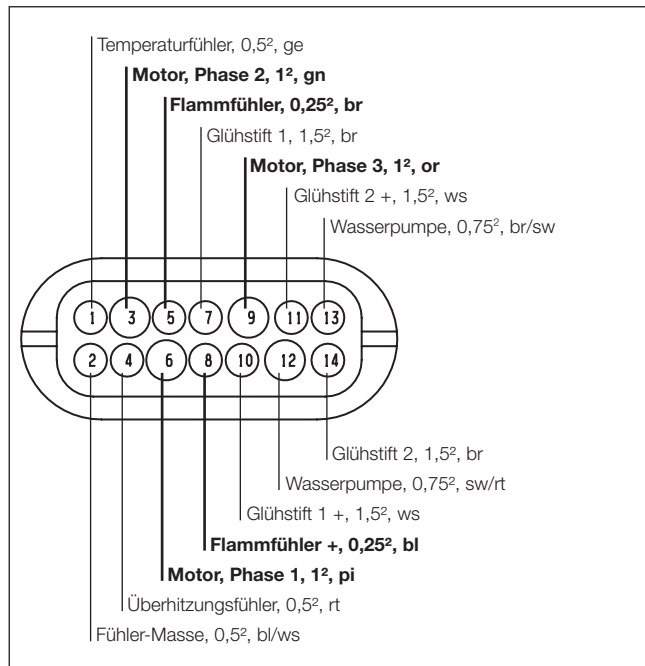 Temperaturfühler, 0,5², ge
Motor, Phase 2, 1², gn
Flammfühler, 0,25², br
Glühstift 1, 1,5², br
Motor, Phase 3, 1², or
Glühstift 2 +, 1,5², ws
Wasserpumpe, 0,75², br/sw
1 3 5 7 9 11 13
2 4 6 8 10 12 14
Glühstift 2, 1,5², br
Wasserpumpe, 0,75², sw/rt
Glühstift 1 +, 1,5², ws
Flammfühler +, 0,25², bl
Motor, Phase 1, 1², pi
Überhitzungsfühler, 0,5², rt
Fühler-Masse, 0,5², bl/ws